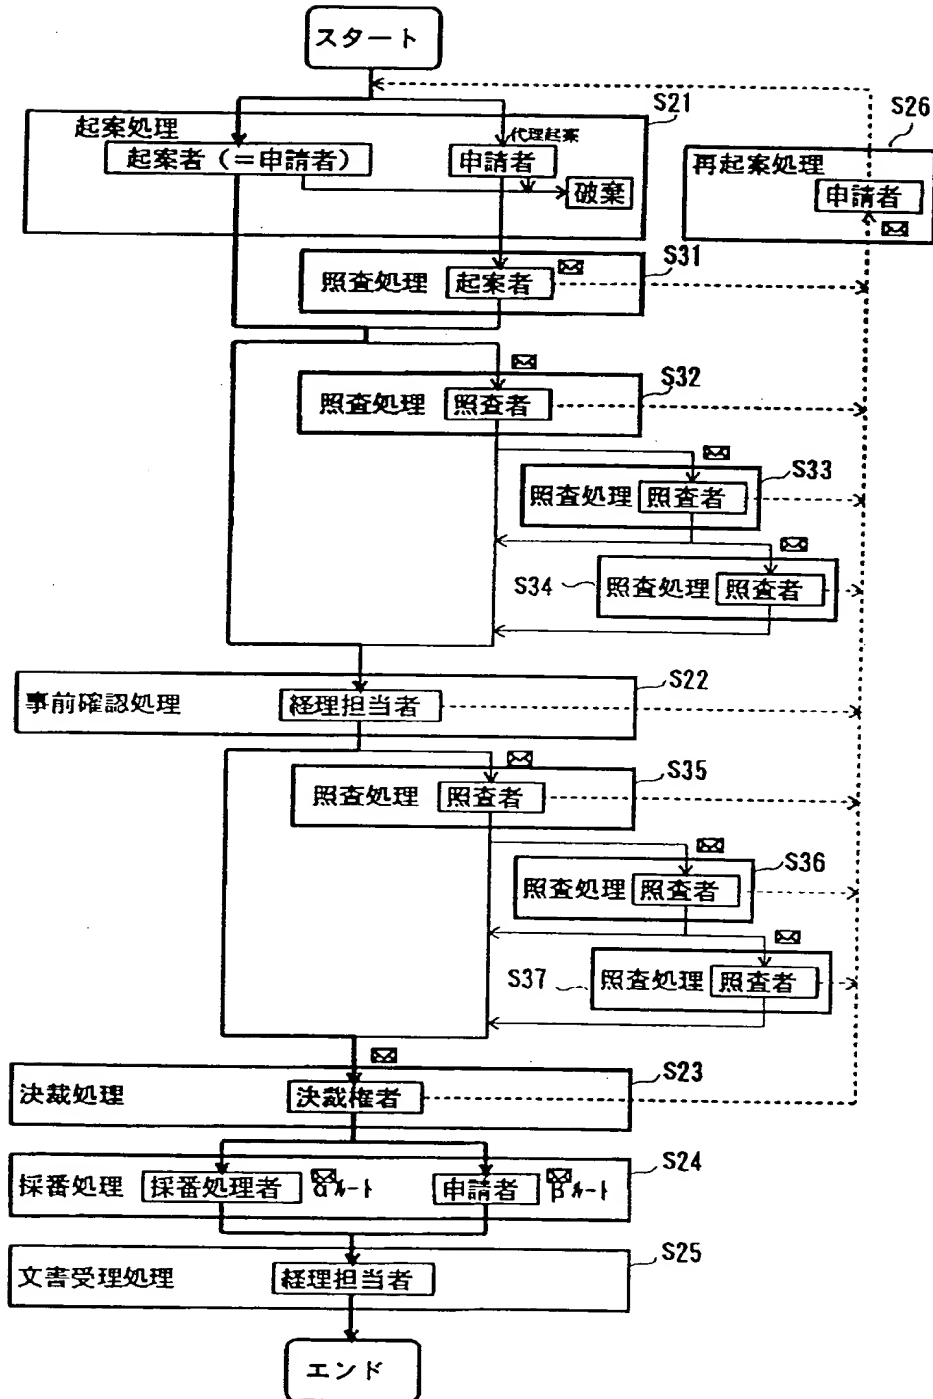 スタート
S21
S26
起案処理
代理起案
起案者(=申請者)
申請者
破棄
再起案処理
申請者
S31
照査処理
起案者
S32
照査処理
照査者
S33
照査処理
照査者
S34
照査処理
照査者
S22
事前確認処理
経理担当者
S35
照査処理
照査者
S36
照査処理
照査者
S37
照査処理
照査者
S23
決裁処理
決裁権者
S24
採番処理
採番処理者
αルート
申請者
βルート
S25
文書受理処理
経理担当者
エンド